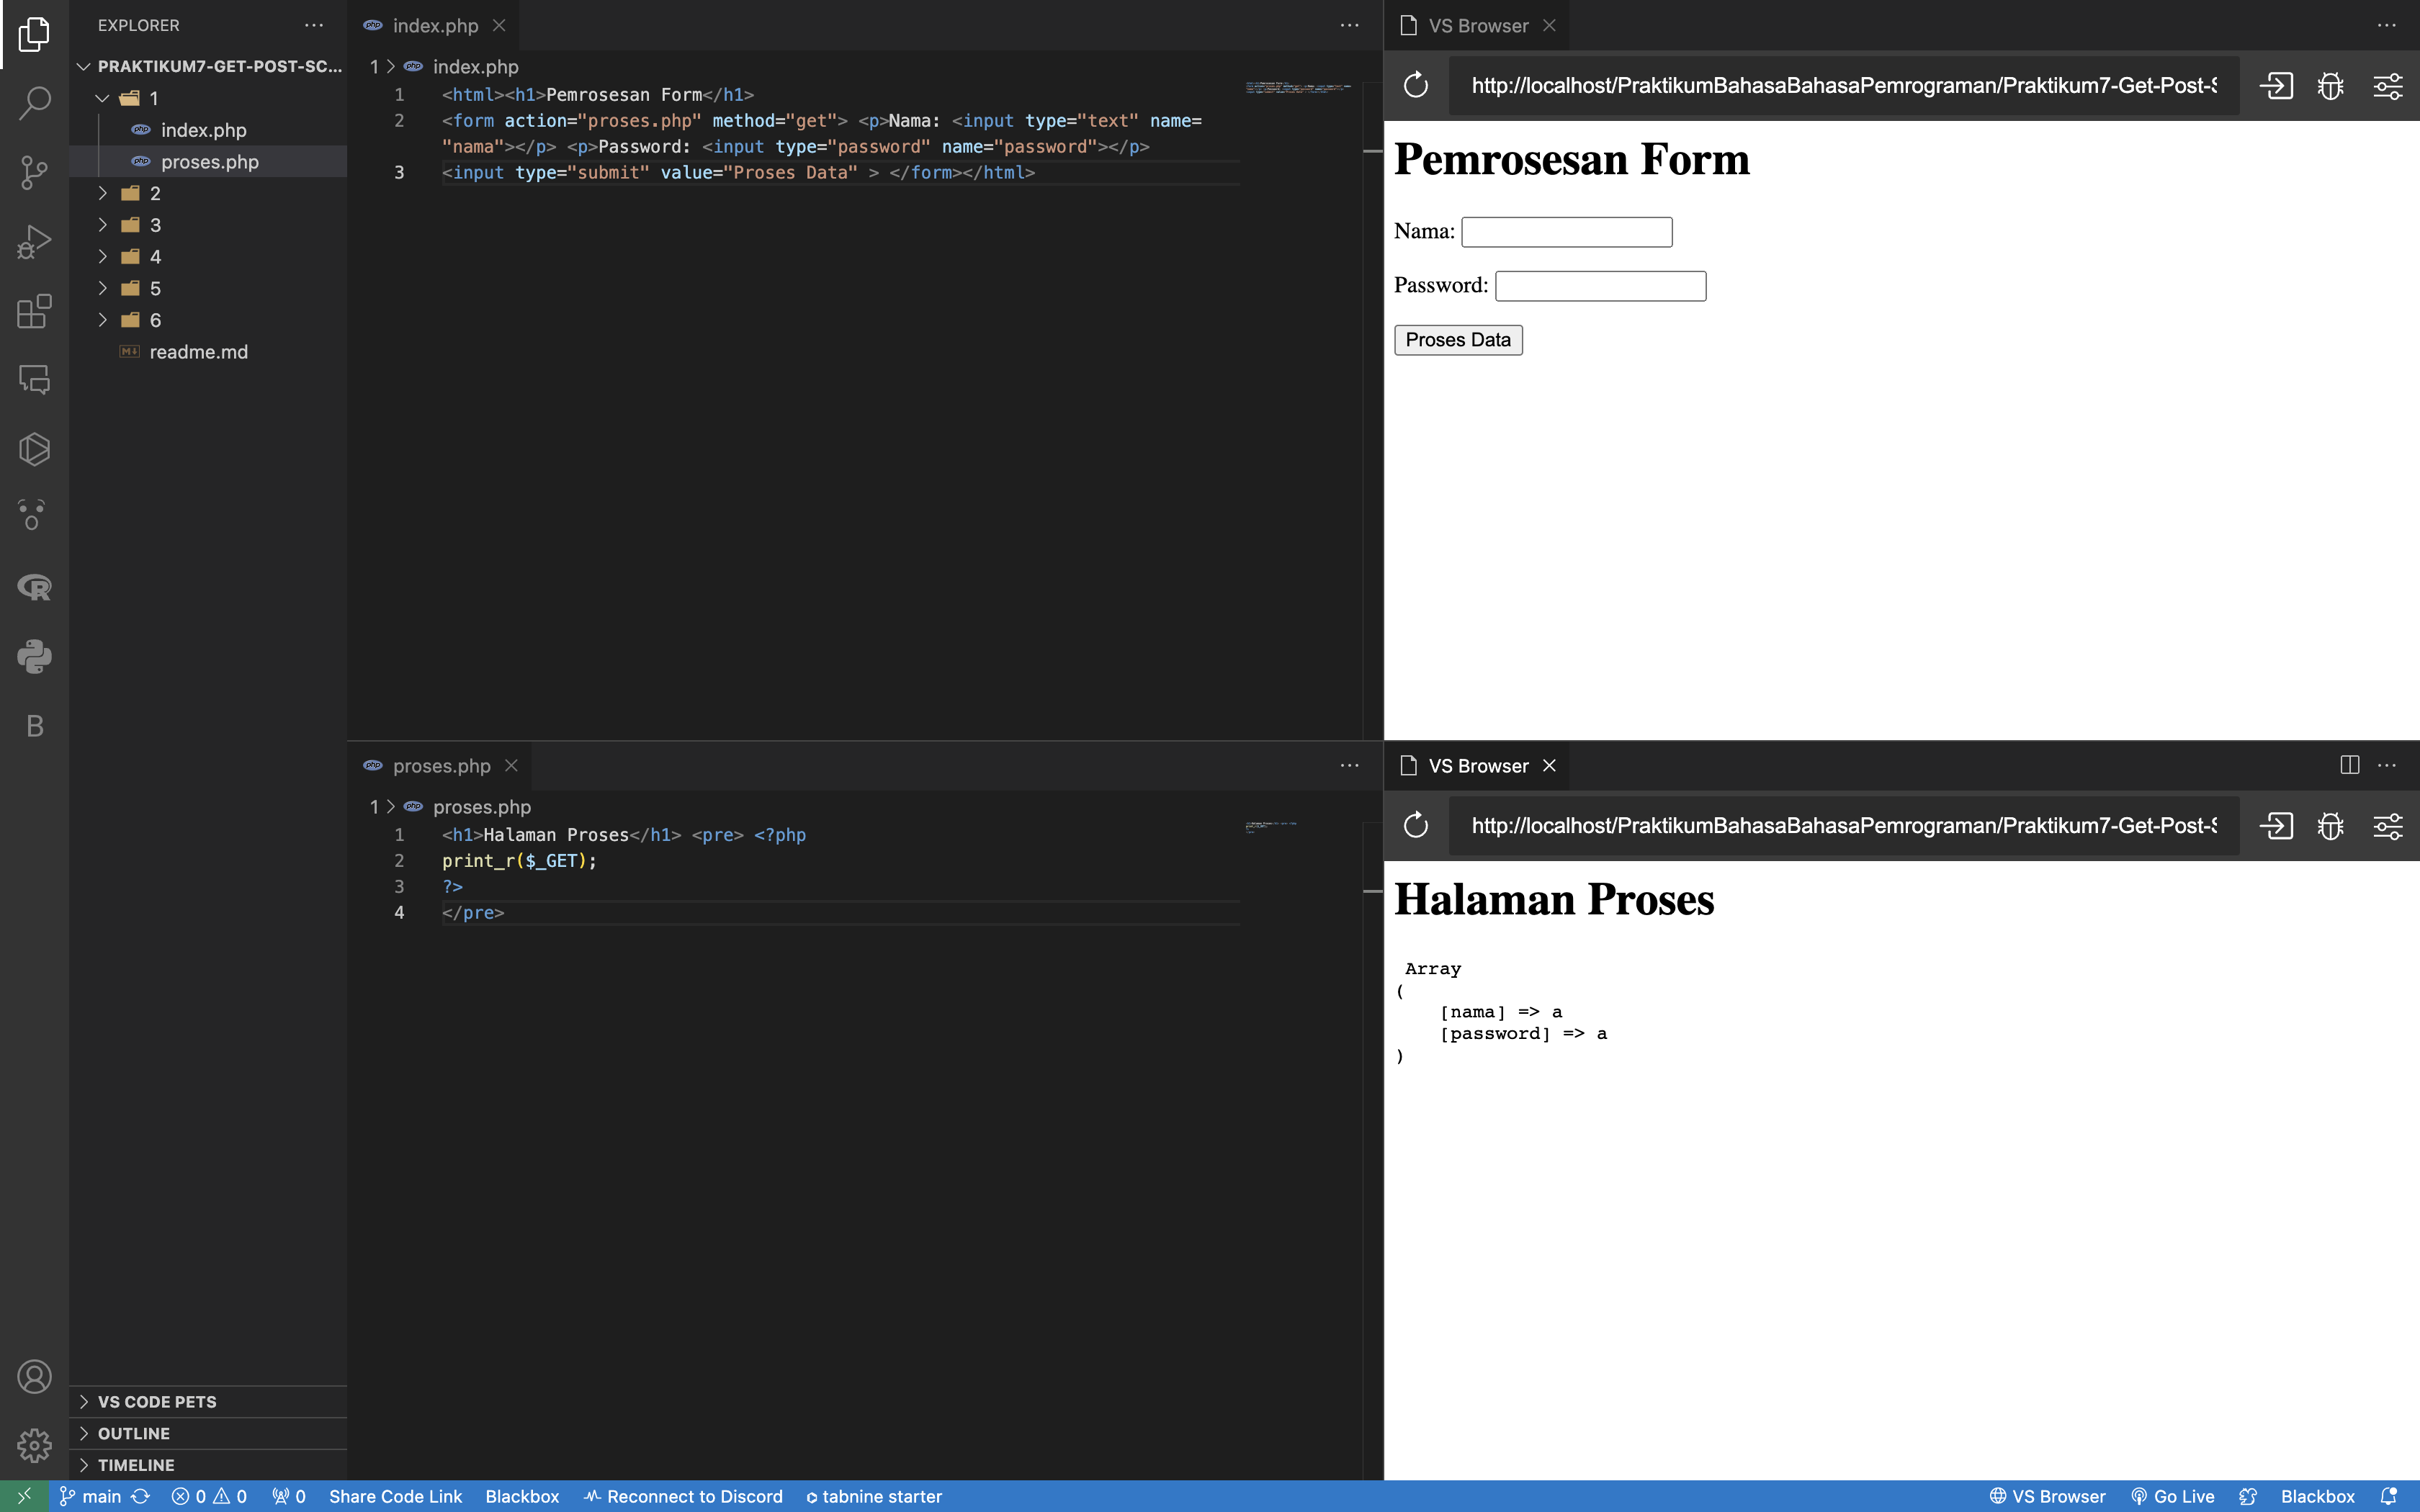 EXPLORER
PRAKTIKUM7-GET-POST-SC...
1
index.php
proses.php
2
3
4
5
6
readme.md
VS CODE PETS
OUTLINE
TIMELINE
index.php
1 > index.php
1 <html><h1>Pemrosesan Form</h1>
2 <form action="proses.php" method="get"> <p>Nama: <input type="text" name=
"nama"></p> <p>Password: <input type="password" name="password"></p>
3 <input type="submit" value="Proses Data" > </form></html>
VS Browser
http://localhost/PraktikumBahasaBahasaPemrograman/Praktikum7-Get-Post-S
Pemrosesan Form
Nama:
Password:
Proses Data
proses.php
1 > proses.php
1 <h1>Halaman Proses</h1> <pre> <?php
2 print_r($_GET);
3 ?>
4 </pre>
VS Browser
http://localhost/PraktikumBahasaBahasaPemrograman/Praktikum7-Get-Post-S
Halaman Proses
Array
(
[nama] => a
[password] => a
)
main 0 0 0 Share Code Link Blackbox Reconnect to Discord tabnine starter VS Browser Go Live Blackbox